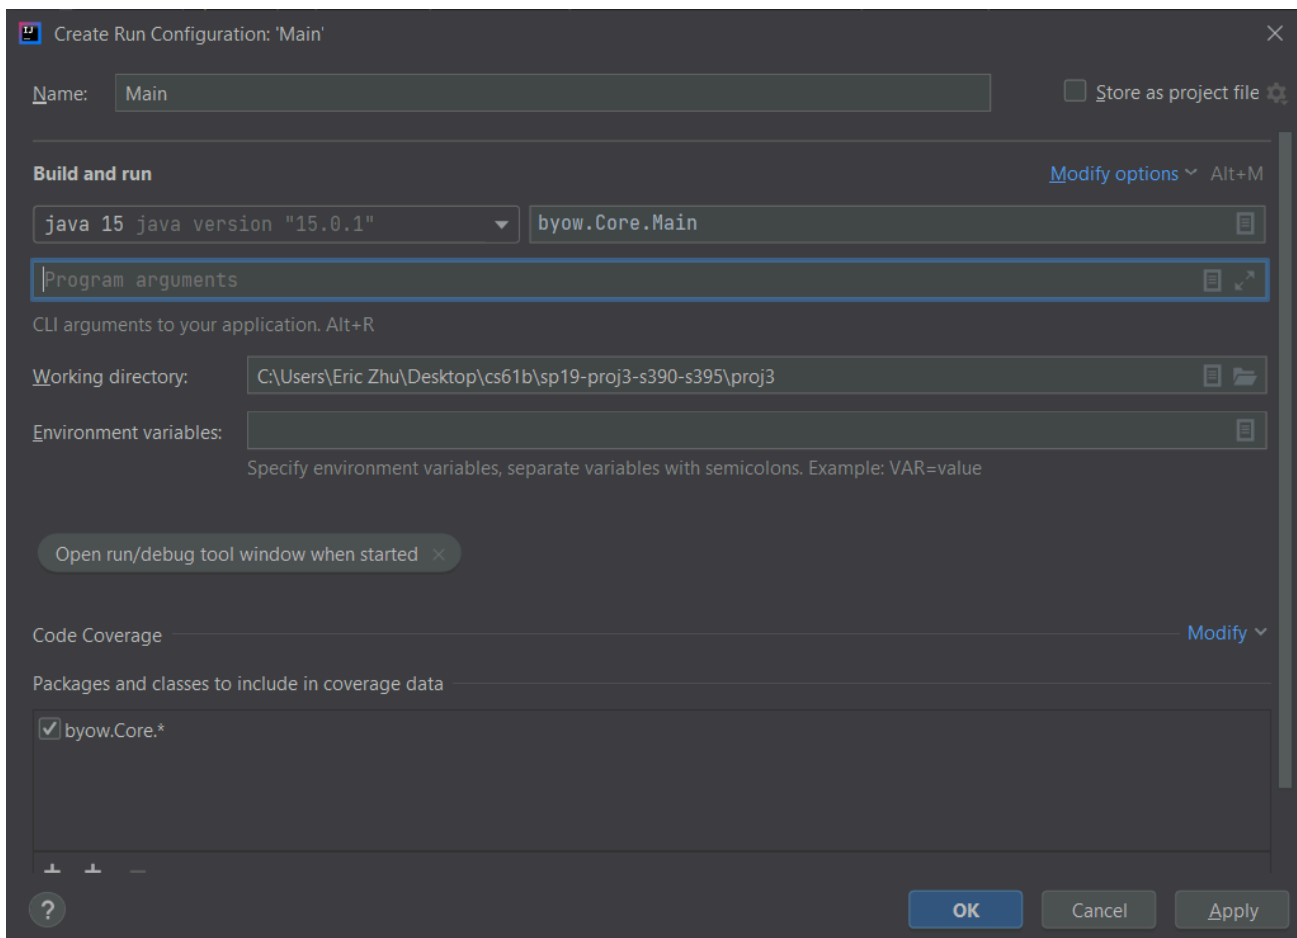 Create Run Configuration: 'Main'
Name: Main Store as project file
Build and run Modify options Alt+M
java 15 java version "15.0.1" byow.Core.Main
Program arguments
CLI arguments to your application. Alt+R
Working directory: C:\Users\Eric Zhu\Desktop\cs61b\sp19-proj3-s390-s395\proj3
Environment variables:
Specify environment variables, separate variables with semicolons. Example: VAR=value
Open run/debug tool window when started ×
Code Coverage Modify
Packages and classes to include in coverage data
byow.Core.*
? OK Cancel Apply